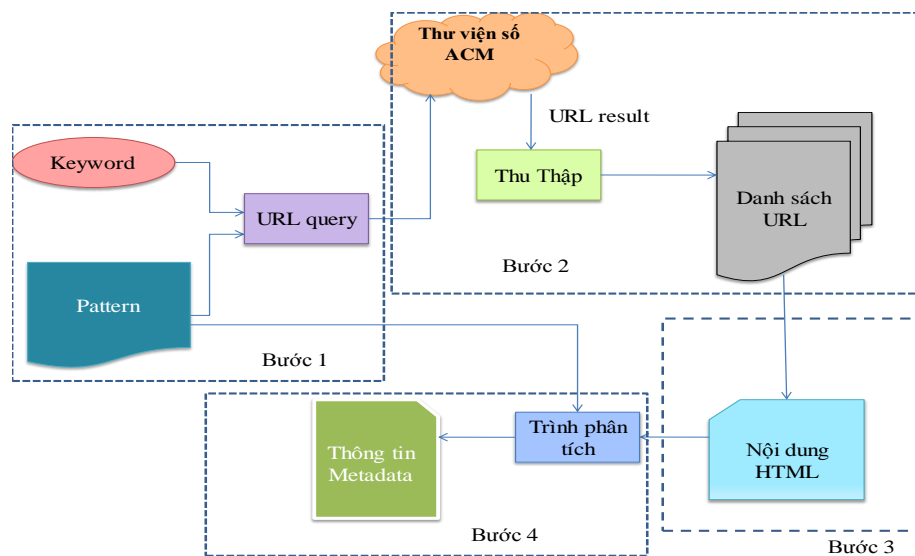 Thư viện số
ACM
URL result
Keyword
Thu Thập
Danh sách
URL
URL query
Bước 2
Pattern
Bước 1
Trình phân
tích
Thông tin
Metadata
Nội dung
HTML
Bước 4
Bước 3